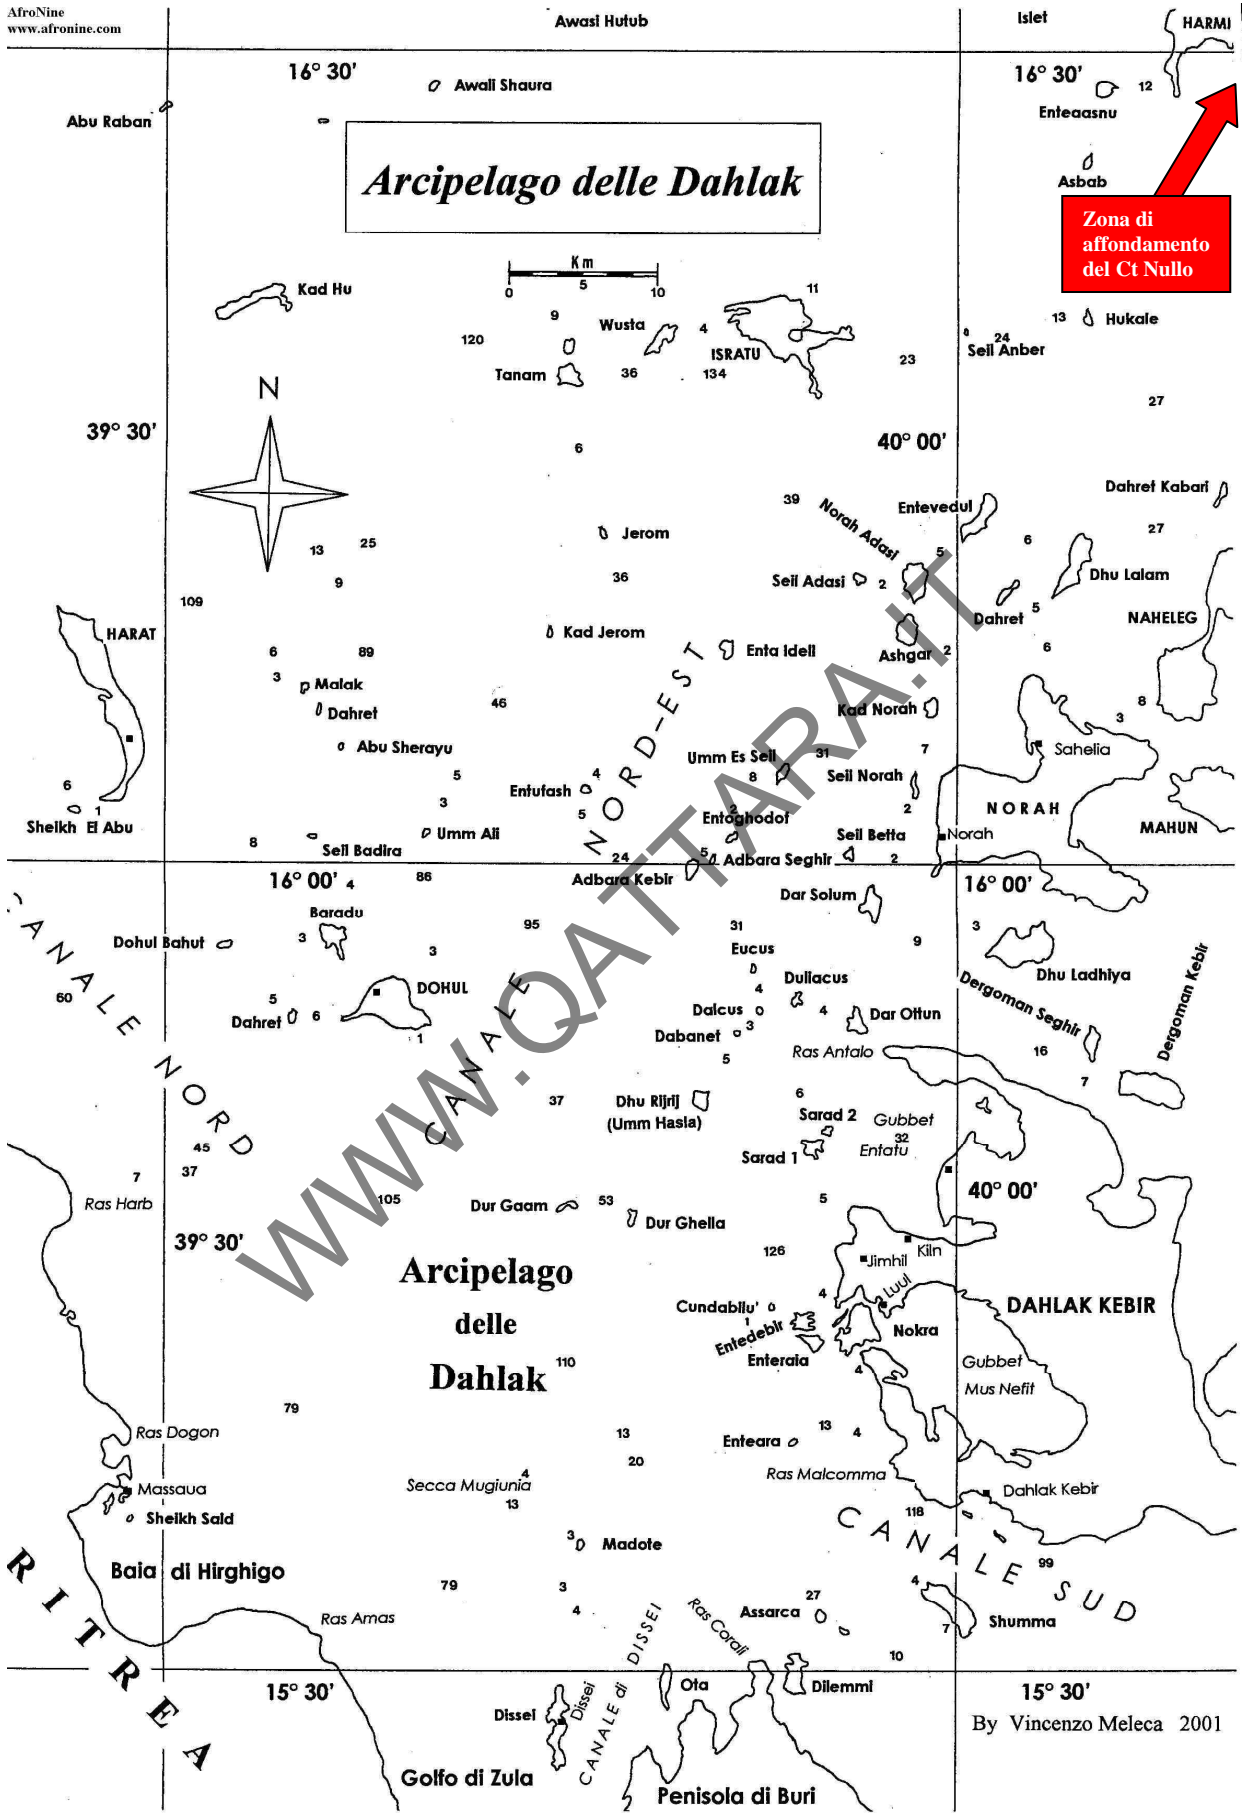 AfroNine
www.afronine.com
Awasi Hutub
Islet
HARMI
16° 30'
Awali Shaura
16° 30'
12
Enteaasnu
Abu Raban
Arcipelago delle Dahlak
Asbab
Zona di
affondamento
del Ct Nullo
Km
0 5 10
Kad Hu
11
9
Wusta
4
13
Hukale
120
ISRATU
24
Seil Anber
23
Tanam
36
134
N
27
39° 30'
40° 00'
6
Dahret Kabari
39
Norah Adasi
Entevedul
27
Jerom
6
13
25
5
Dhu Lalam
9
36
Seil Adasi
2
109
Dahret
5
NAHELEG
HARAT
Kad Jerom
6
89
Enta Idell
Ashgar
2
6
3
Malak
46
8
Dahret
Kad Norah
3
Abu Sherayu
NORD-EST
31
7
Sahelia
Umm Es Seil
5
4
8
Seil Norah
6
Entufash
3
5
2
2
NORAH
1
Entoghodof
Sheikh El Abu
Umm Ali
Seil Betta
Norah
MAHUN
8
Seil Badira
24
5
Adbara Seghir
2
16° 00'
4
86
Adbara Kebir
16° 00'
Dar Solum
Baradu
95
31
3
Dohul Bahut
3
3
9
Eucus
Dhu Ladhiya
CANALE NORD
60
DOHUL
4
Duliacus
Dergoman Seghir
Dergoman Kebir
5
Dahret
6
Dalcus
3
4
Dar Ottun
1
Dabanet
CANALE
5
Ras Antalo
16
7
37
Dhu Rijrij
(Umm Hasla)
6
Sarad 2
Gubbet
Entatu
32
45
Sarad 1
7
37
Ras Harb
105
Dur Gaam
53
5
40° 00'
Dur Ghella
39° 30'
126
Kiln
Jimhil
Arcipelago
delle
Dahlak
Luul
4
Cundabilu'
1
DAHLAK KEBIR
Entedebir
Nokra
Enteraia
110
4
Gubbet
Mus Nefit
79
Ras Dogon
13
13
4
Enteara
20
4
Secca Mugiunia
Ras Malcomma
Massaua
13
Dahlak Kebir
118
Sheikh Said
CANALE SUD
3
Madote
99
Baia di Hirghigo
79
3
4
27
4
RITREA
Ras Amas
4
Ras Corali
Assarca
7
Shumma
10
15° 30'
Ota
Dilemmi
15° 30'
Dissei
Dissei
CANALE di DISSEI
By Vincenzo Meleca 2001
Golfo di Zula
Penisola di Buri
WWW.QATTARA.IT